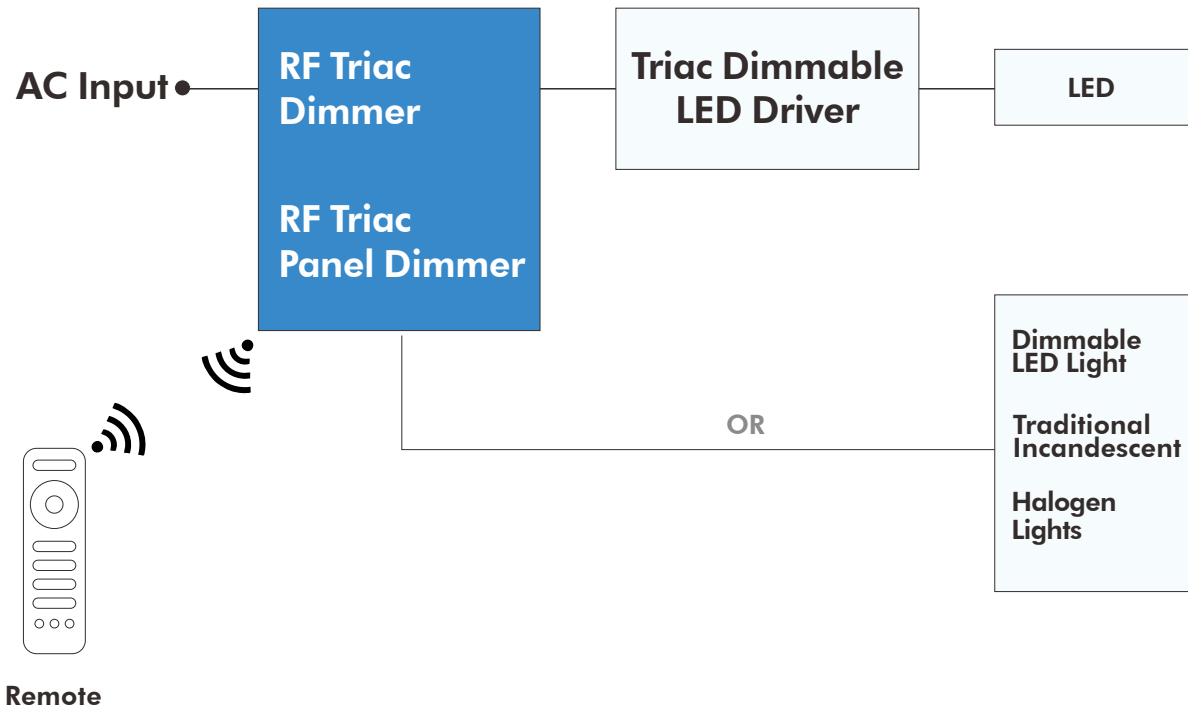 AC Input
RF Triac
Dimmer
RF Triac
Panel Dimmer
Triac Dimmable
LED Driver
LED
OR
Dimmable
LED Light
Traditional
Incandescent
Halogen
Lights
Remote